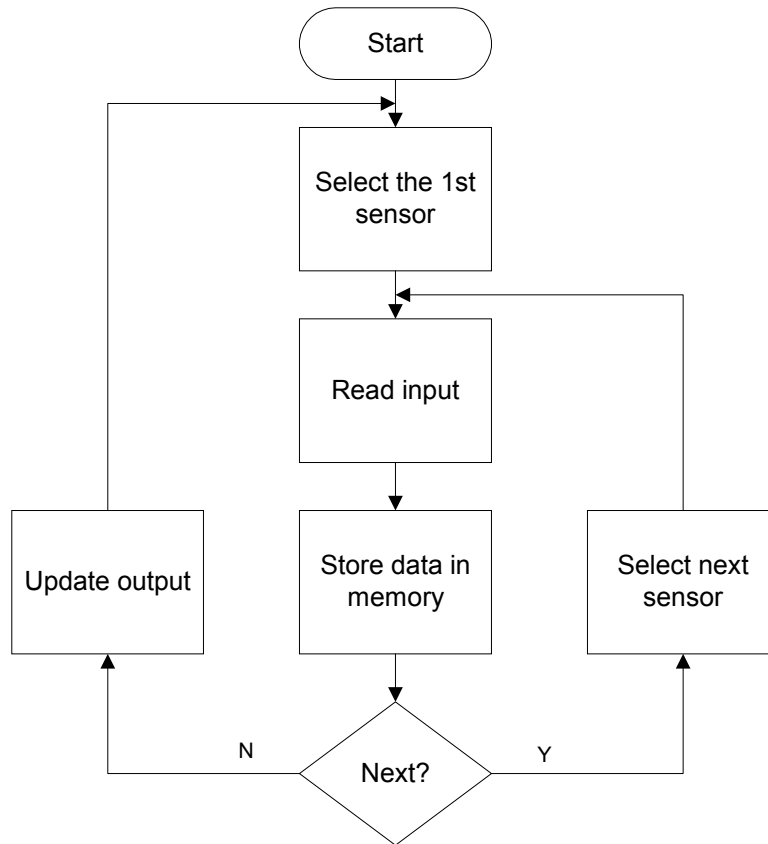 Start
Select the 1st
sensor
Read input
Update output
Store data in
memory
Select next
sensor
N
Next?
Y